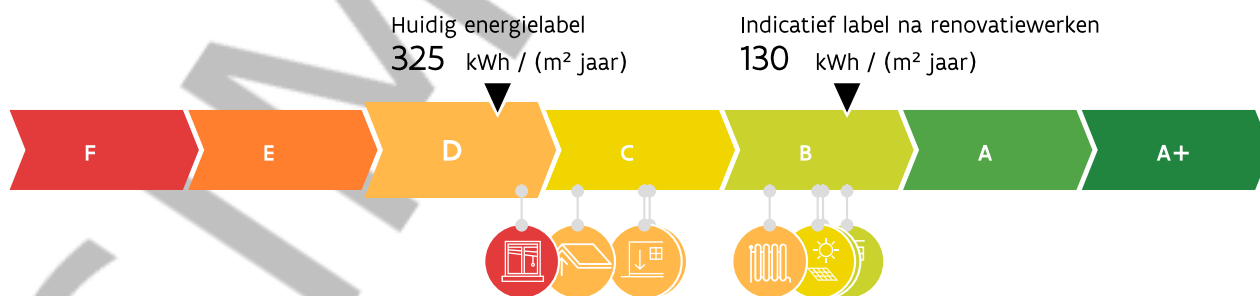 Huidig energielabel
325 kWh / (m² jaar)
Indicatief label na renovatiewerken
130 kWh / (m² jaar)
F
E
D
C
B
A
A+